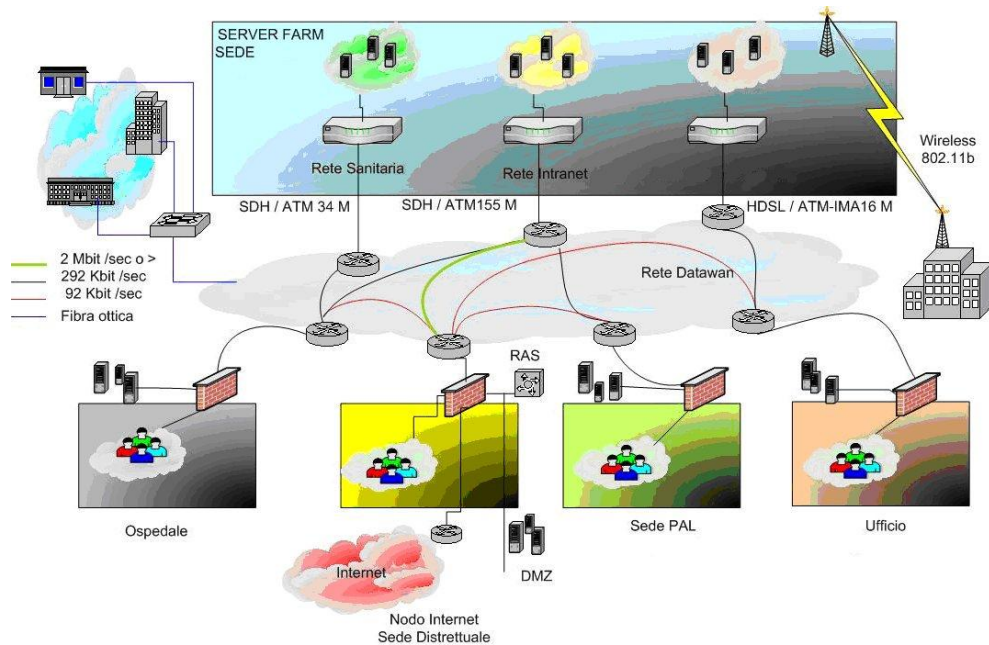 SERVER FARM
SEDE
Rete Sanitaria
Rete Intranet
Wireless
802.11b
SDH / ATM 34 M
SDH / ATM155 M
HDSL / ATM-IMA16 M
2 Mbit /sec o >
292 Kbit /sec
92 Kbit /sec
Fibra ottica
Rete Datawan
RAS
Ospedale
Sede PAL
Ufficio
Internet
DMZ
Nodo Internet
Sede Distrettuale